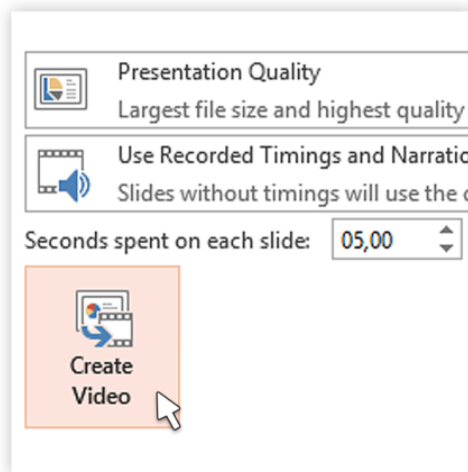 Presentation Quality
Largest file size and highest quality
Use Recorded Timings and
Slides without timings will use the
Seconds spent on each slide: 05,00
Create
Video